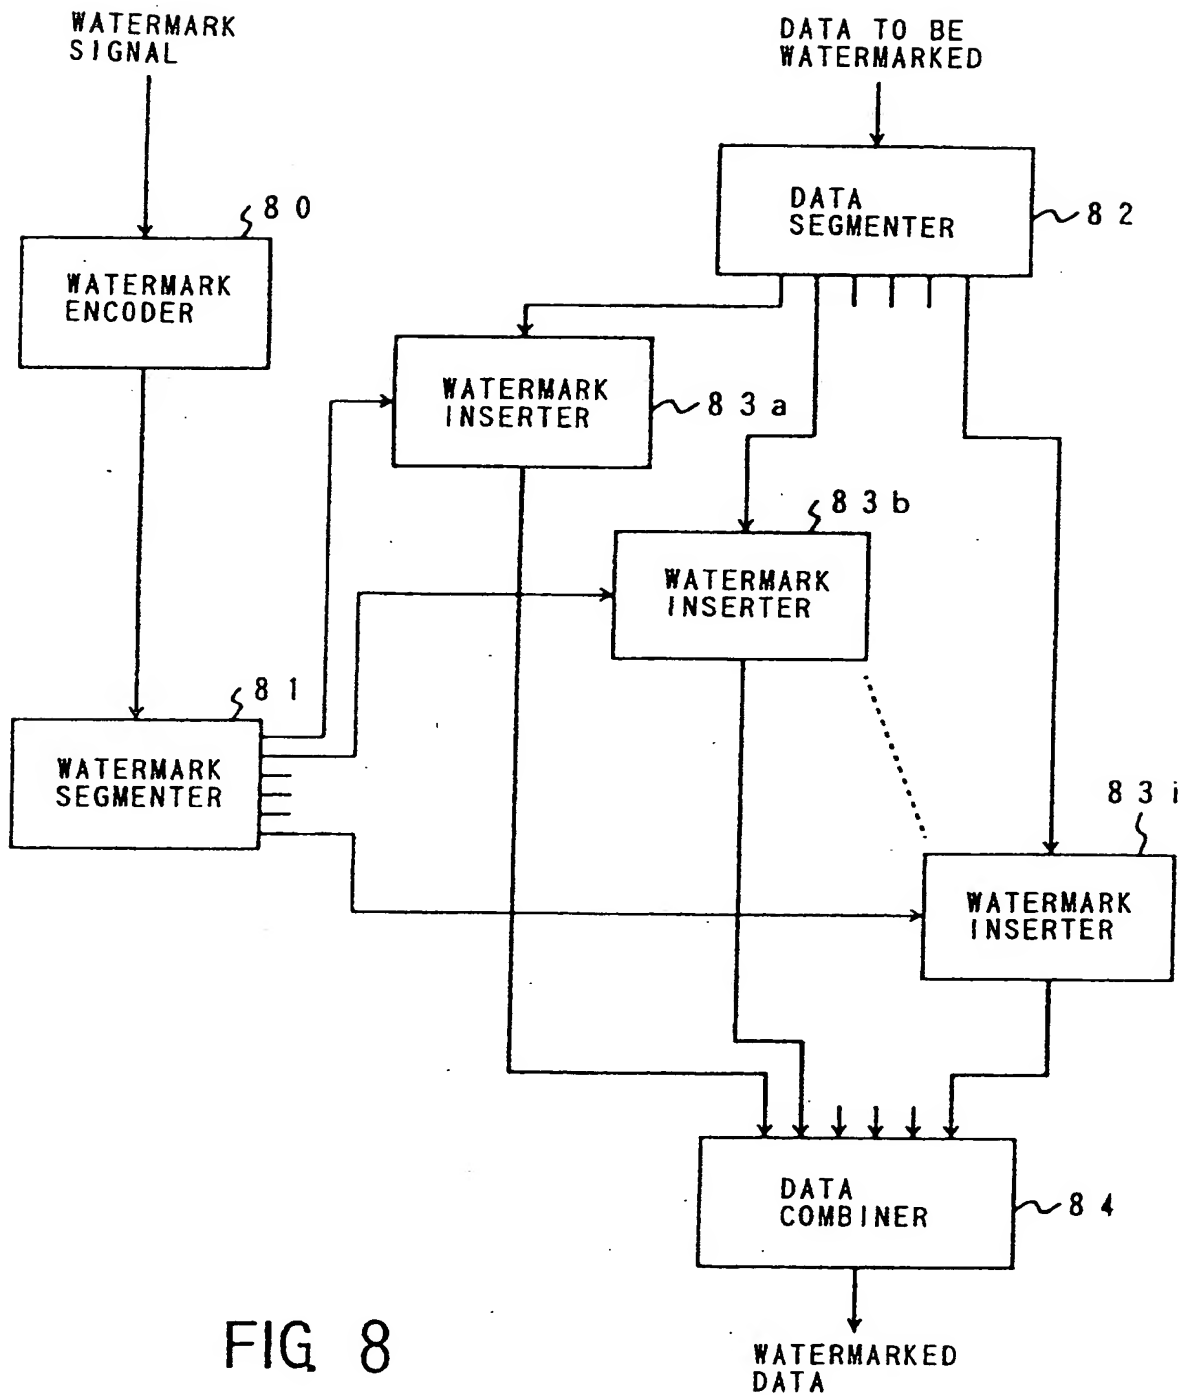 WATERMARK
SIGNAL
DATA TO BE
WATERMARKED
80
WATERMARK
ENCODER
DATA
SEGMENTER
82
WATERMARK
INSERTER
83a
83b
WATERMARK
INSERTER
81
WATERMARK
SEGMENTER
83i
WATERMARK
INSERTER
DATA
COMBINER
84
WATERMARKED
DATA
FIG. 8